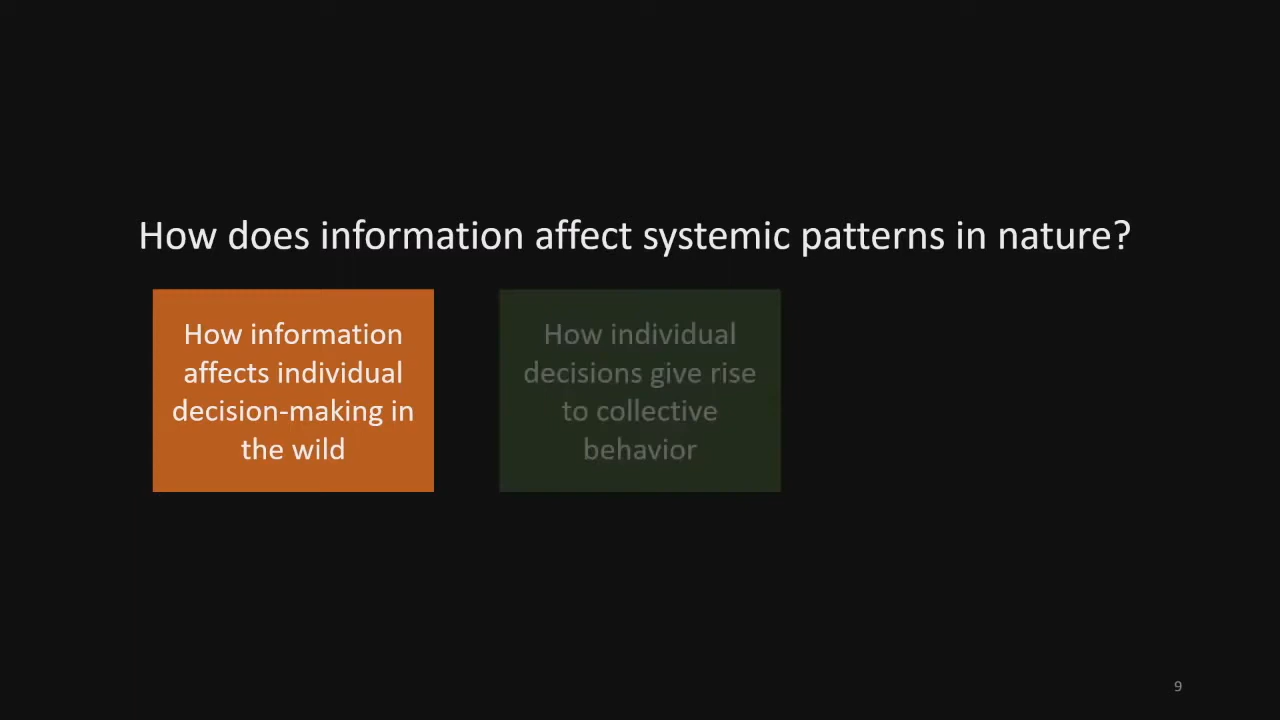 How does information affect systemic patterns in nature?
How information
affects individual
decision-making in
the wild
How individual
decisions give rise
to collective
behavior
9